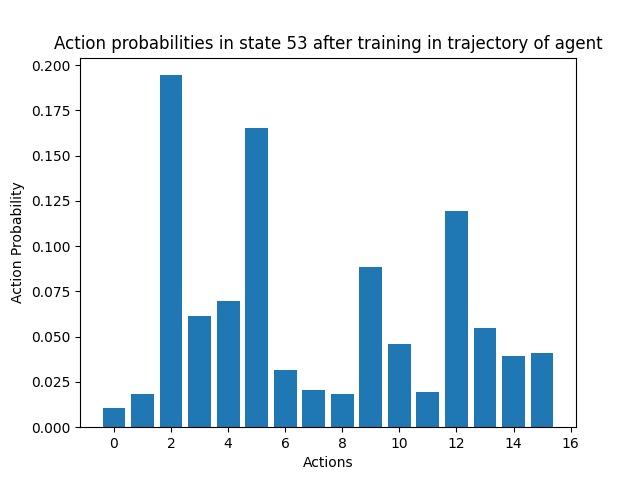 Action probabilities in state 53 after training in trajectory of agent
0.200
0.175
0.150
0.125
0.100
0.075
0.050
0.025
0.000
Action Probability
0 2 4 6 8 10 12 14 16
Actions